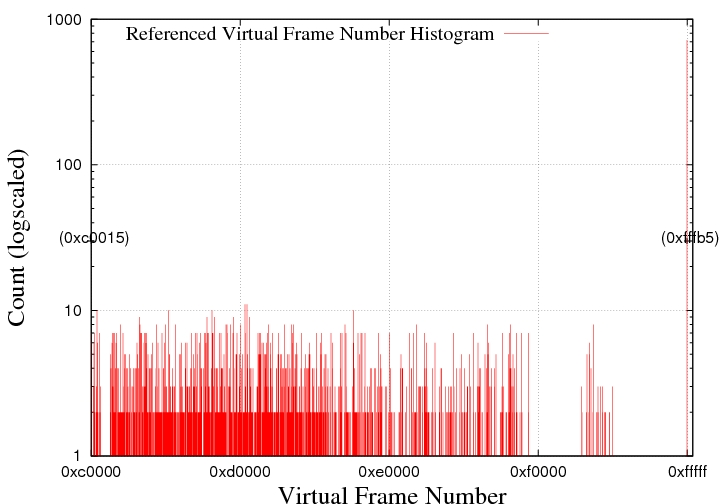 1000
Referenced Virtual Frame Number Histogram
100
Count (logscaled)
(0xc0015)
(0xfffb5)
10
1
0xc0000 0xd0000 0xe0000 0xf0000 0xfffff
Virtual Frame Number